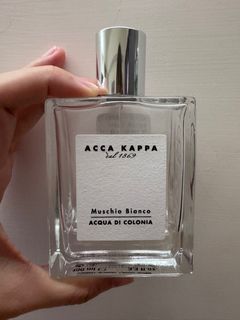 ACCA KAPPA
dal 1869
Muschio Bianco
ACQUA DI COLONIA